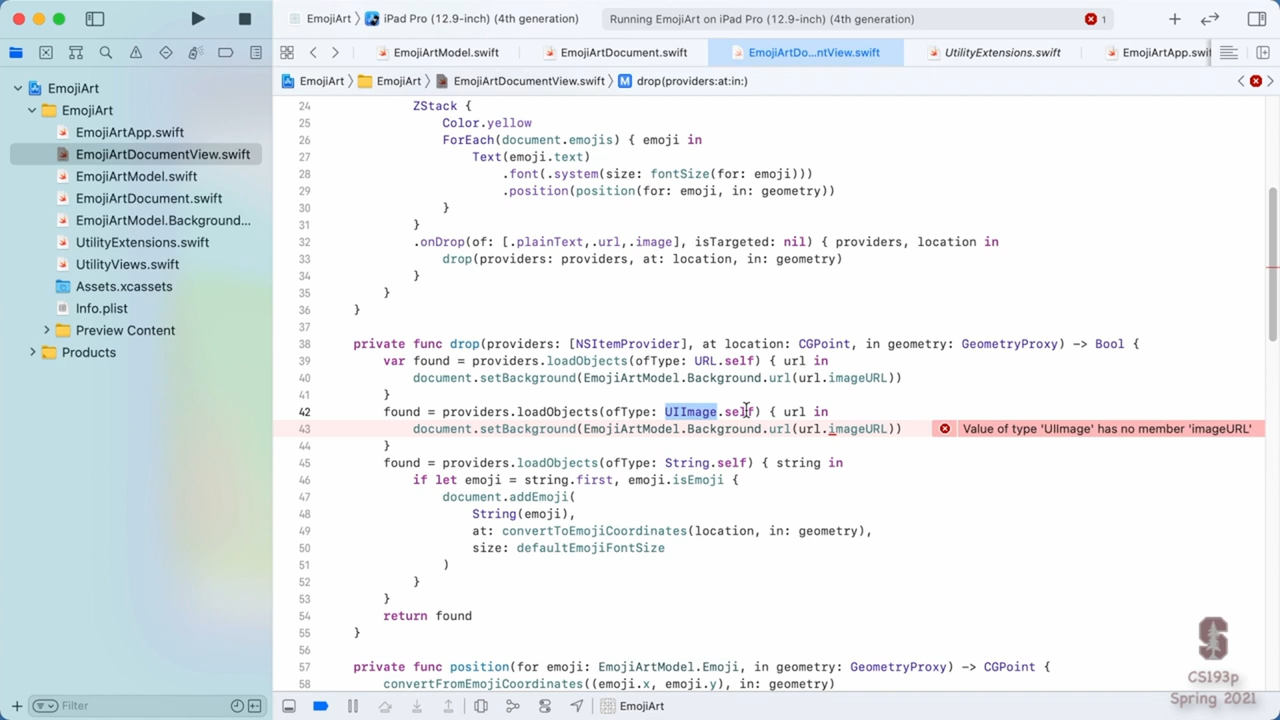 EmojiArt
iPad Pro (12.9-inch) (4th generation)
Running EmojiArt on iPad Pro (12.9-inch) (4th generation)
1
EmojiArtModel.swift
EmojiArtDocument.swift
EmojiArtDo...ntView.swift
UtilityExtensions.swift
EmojiArtApp.swif
EmojiArt
EmojiArt
EmojiArtDocumentView.swift
M
drop(providers:at:in:)
EmojiArt
EmojiArt
EmojiArtApp.swift
EmojiArtDocumentView.swift
EmojiArtModel.swift
EmojiArtDocument.swift
EmojiArtModel.Background...
UtilityExtensions.swift
UtilityViews.swift
Assets.xcassets
Info.plist
Preview Content
Products
Filter
24 ZStack {
25 Color.yellow
26 ForEach(document.emojis) { emoji in
27 Text(emoji.text)
28 .font(.system(size: fontSize(for: emoji)))
29 .position(position(for: emoji, in: geometry))
30 }
31 }
32 .onDrop(of: [.plainText,.url,.image], isTargeted: nil) { providers, location in
33 drop(providers: providers, at: location, in: geometry)
34 }
35 }
36 }
37
38 private func drop(providers: [NSItemProvider], at location: CGPoint, in geometry: GeometryProxy) -> Bool {
39 var found = providers.loadObjects(ofType: URL.self) { url in
40 document.setBackground(EmojiArtModel.Background.url(url.imageURL))
41 }
42 found = providers.loadObjects(ofType: UIImage.self) { url in
43 document.setBackground(EmojiArtModel.Background.url(url.imageURL)) Value of type 'UIImage' has no member 'imageURL'
44 }
45 found = providers.loadObjects(ofType: String.self) { string in
46 if let emoji = string.first, emoji.isEmoji {
47 document.addEmoji(
48 String(emoji),
49 at: convertToEmojiCoordinates(location, in: geometry),
50 size: defaultEmojiFontSize
51 )
52 }
53 }
54 return found
55 }
56
57 private func position(for emoji: EmojiArtModel.Emoji, in geometry: GeometryProxy) -> CGPoint {
58 convertFromEmojiCoordinates((emoji.x, emoji.y), in: geometry)
EmojiArt
S
CS193p
Spring 2021